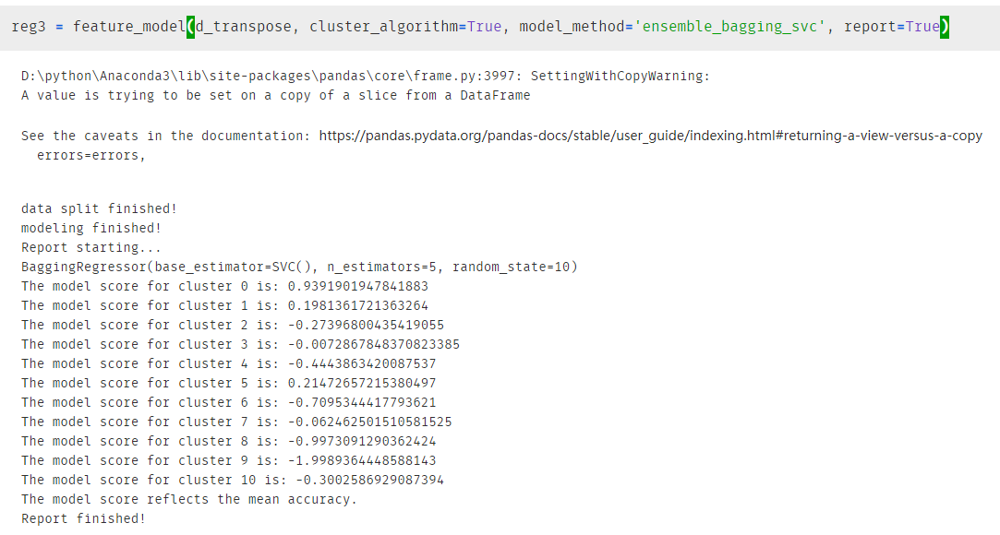 reg3 = feature_model(d_transpose, cluster_algorithm=True, model_method='ensemble_bagging_svc', report=True)
D:\python\Anaconda3\lib\site-packages\pandas\core\frame.py:3997: SettingWithCopyWarning:
A value is trying to be set on a copy of a slice from a DataFrame
See the caveats in the documentation: https://pandas.pydata.org/pandas-docs/stable/user_guide/indexing.html#returning-a-view-versus-a-copy
errors=errors,
data split finished!
modeling finished!
Report starting...
BaggingRegressor(base_estimator=SVC(), n_estimators=5, random_state=10)
The model score for cluster 0 is: 0.9391901947841883
The model score for cluster 1 is: 0.1981361721363264
The model score for cluster 2 is: -0.27396800435419055
The model score for cluster 3 is: -0.0072867848370823385
The model score for cluster 4 is: -0.4443863420087537
The model score for cluster 5 is: 0.21472657215380497
The model score for cluster 6 is: -0.7095344417793621
The model score for cluster 7 is: -0.062462501510581525
The model score for cluster 8 is: -0.9973091290362424
The model score for cluster 9 is: -1.9989364448588143
The model score for cluster 10 is: -0.3002586929087394
The model score reflects the mean accuracy.
Report finished!